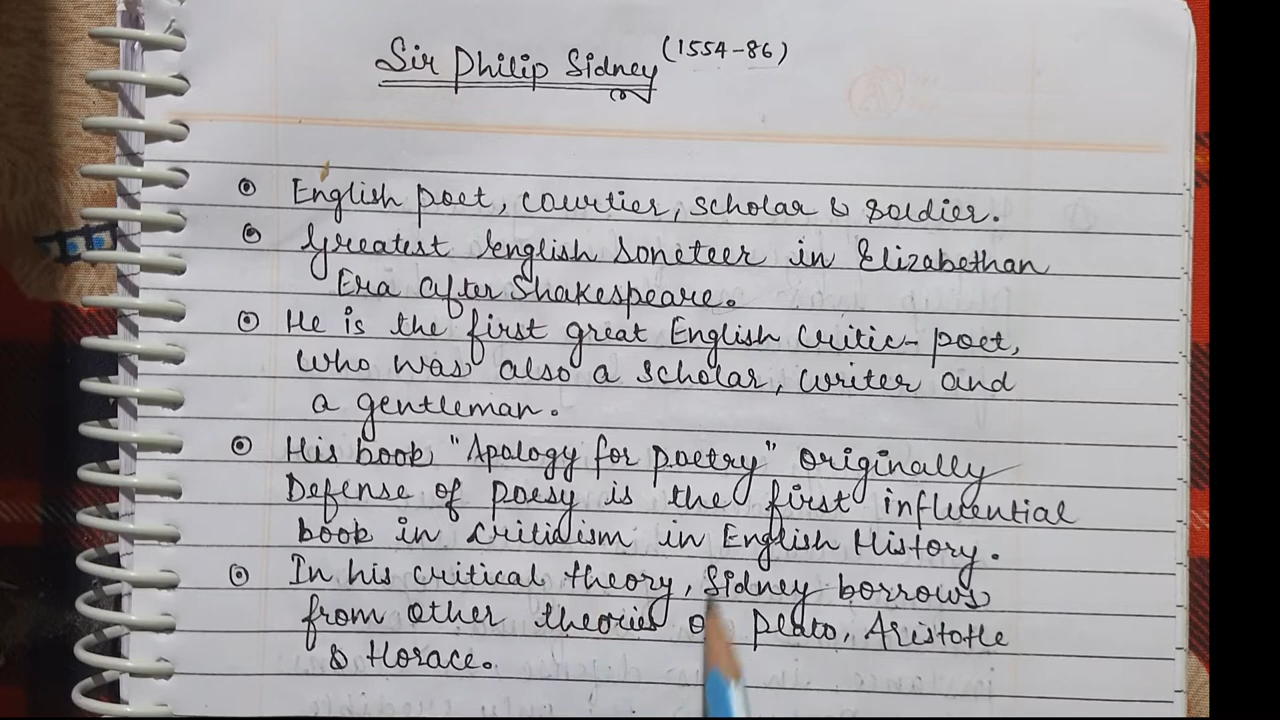 Sir Philip Sidney (1554-86)
English poet, courtier, scholar & soldier.
Greatest english soneteer in Elizabethan
Era after Shakespeare.
He is the first great English Critic-poet,
who was also a scholar, writer and
a gentleman.
His book "Apology for poetry" originally
Defense of poesy is the first influential
book in criticism in English History.
In his critical theory, Sidney borrows
from other theories Plato, Aristotle
& Horace.